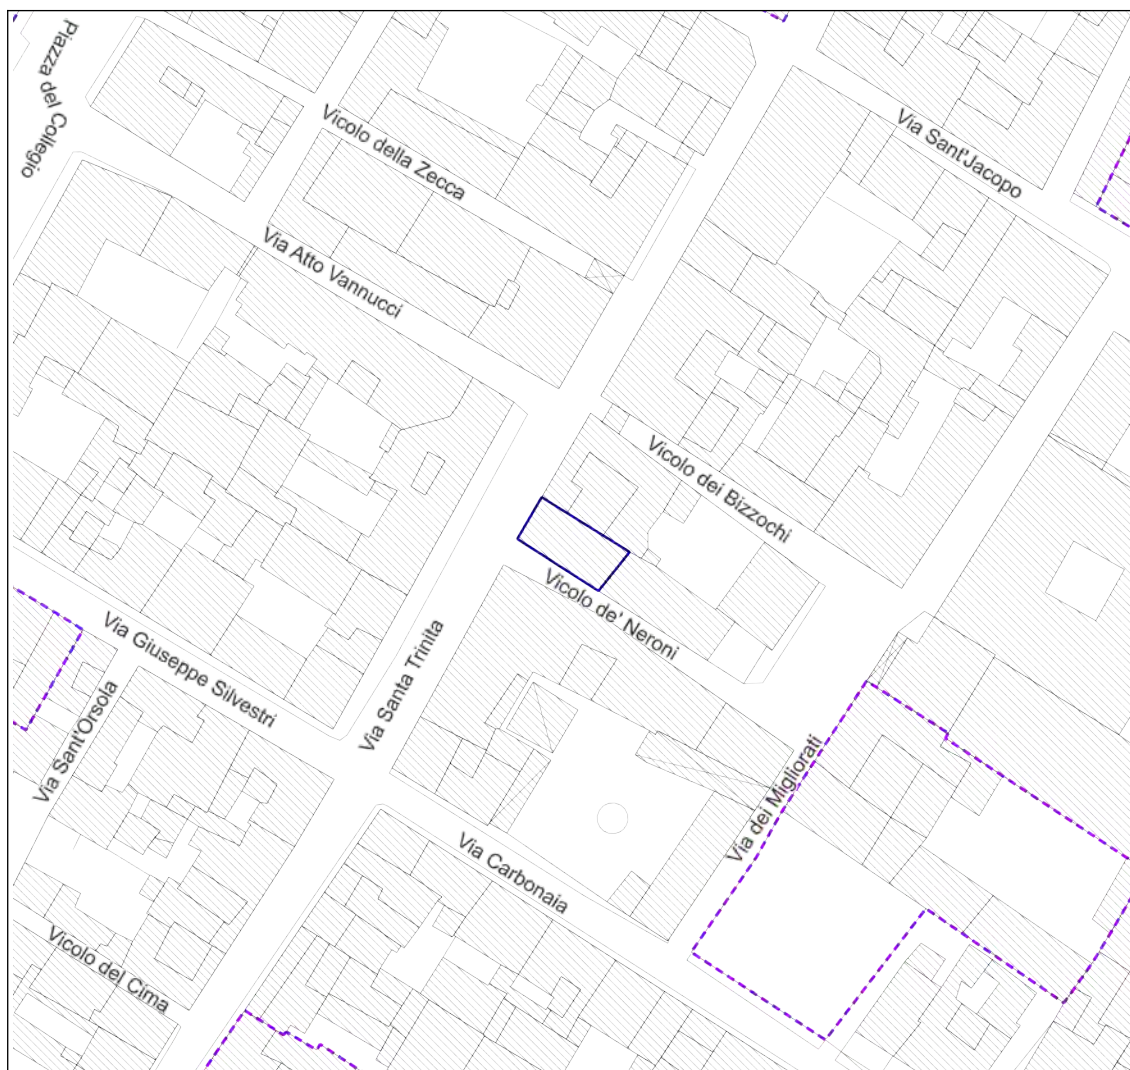 Piazza del Collegio
Vicolo della Zecca
Via Sant'Jacopo
Via Atto Vannucci
Vicolo dei Bizzochi
Vicolo de' Neroni
Via Giuseppe Silvestri
Via Santa Trinita
Via Sant'Orsola
Via dei Migliorati
Via Carbonaia
Vicolo del Cima